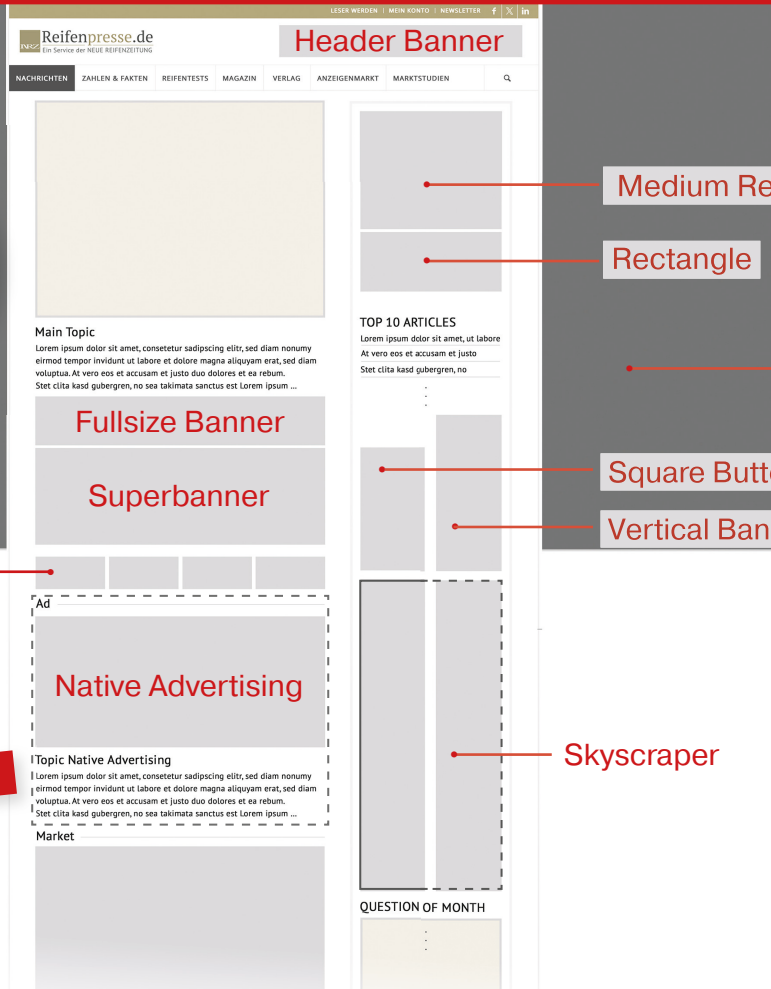 LESER WERDEN | MEIN KONTO | NEWSLETTER f X in
NRZ Reifenpresse.de
Ein Service der NEUE REIFENZEITUNG
Header Banner
NACHRICHTEN ZAHLEN & FAKTEN REIFENTESTS MAGAZIN VERLAG ANZEIGENMARKT MARKTSTUDIEN
Medium Re
Rectangle
Main Topic
Lorem ipsum dolor sit amet, consetetur sadipscing elitr, sed diam nonumy
eirmod tempor invidunt ut labore et dolore magna aliquyam erat, sed diam
voluptua. At vero eos et accusam et justo duo dolores et ea rebum.
Stet clita kasd gubergren, no sea takimata sanctus est Lorem ipsum ...
TOP 10 ARTICLES
Lorem ipsum dolor sit amet, ut labore
At vero eos et accusam et justo
Stet clita kasd gubergren, no
.
.
.
Fullsize Banner
Superbanner
Square Butt
Vertical Ban
Ad
Native Advertising
Topic Native Advertising
Lorem ipsum dolor sit amet, consetetur sadipscing elitr, sed diam nonumy
eirmod tempor invidunt ut labore et dolore magna aliquyam erat, sed diam
voluptua. At vero eos et accusam et justo duo dolores et ea rebum.
Stet clita kasd gubergren, no sea takimata sanctus est Lorem ipsum ...
Skyscraper
Market
QUESTION OF MONTH
.
.
.